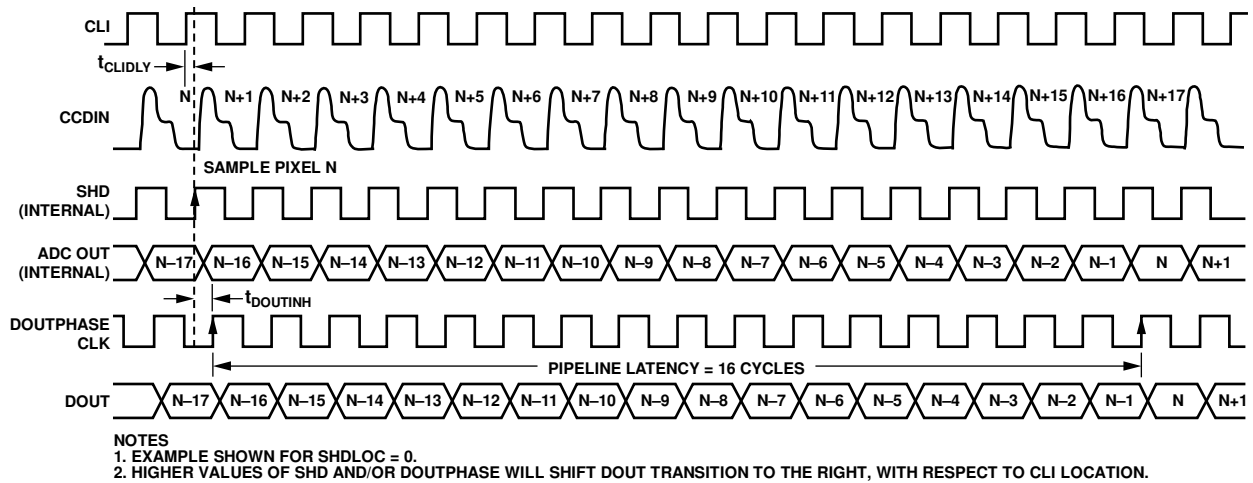 CLI
tCLIDLY
N N+1 N+2 N+3 N+4 N+5 N+6 N+7 N+8 N+9 N+10 N+11 N+12 N+13 N+14 N+15 N+16 N+17
CCDIN
SAMPLE PIXEL N
SHD
(INTERNAL)
ADC OUT
(INTERNAL)
N–17 N–16 N–15 N–14 N–13 N–12 N–11 N–10 N–9 N–8 N–7 N–6 N–5 N–4 N–3 N–2 N–1 N N+1
tDOUTINH
DOUTPHASE
CLK
PIPELINE LATENCY = 16 CYCLES
DOUT N–17 N–16 N–15 N–14 N–13 N–12 N–11 N–10 N–9 N–8 N–7 N–6 N–5 N–4 N–3 N–2 N–1 N N+1
NOTES
1. EXAMPLE SHOWN FOR SHDLOC = 0.
2. HIGHER VALUES OF SHD AND/OR DOUTPHASE WILL SHIFT DOUT TRANSITION TO THE RIGHT, WITH RESPECT TO CLI LOCATION.